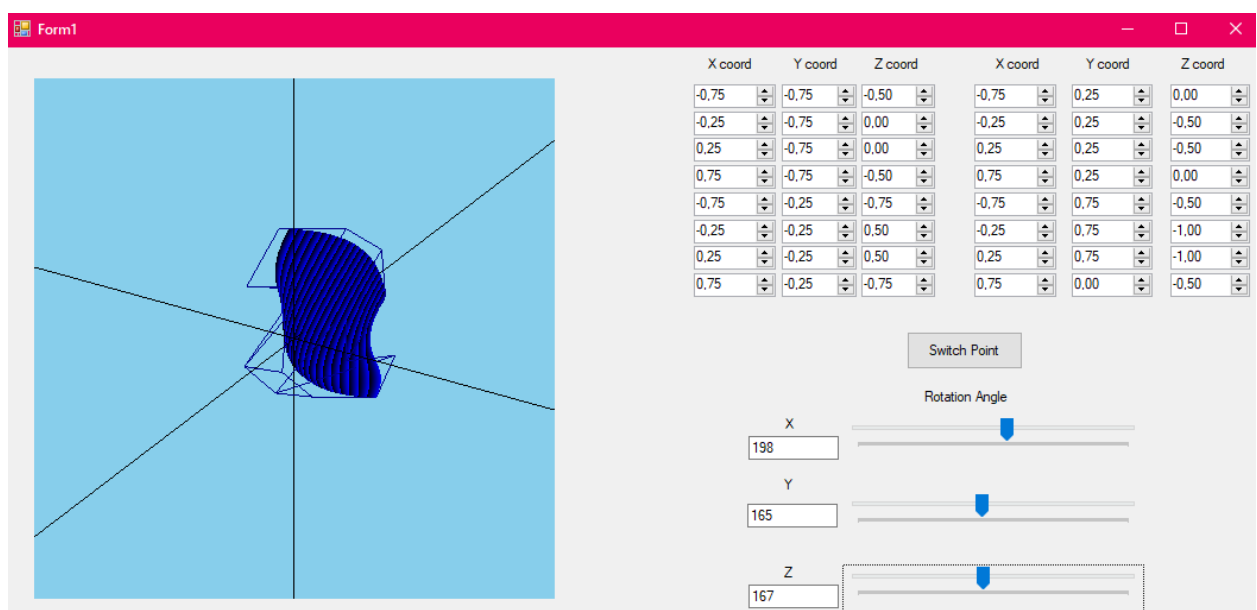 Form1
X coord Y coord Z coord X coord Y coord Z coord
-0,75 -0,75 -0,50 -0,75 0,25 0,00
-0,25 -0,75 0,00 -0,25 0,25 -0,50
0,25 -0,75 0,00 0,25 0,25 -0,50
0,75 -0,75 -0,50 0,75 0,25 0,00
-0,75 -0,25 -0,75 -0,75 0,75 -0,50
-0,25 -0,25 0,50 -0,25 0,75 -1,00
0,25 -0,25 0,50 0,25 0,75 -1,00
0,75 -0,25 -0,75 0,75 0,00 -0,50
Switch Point
Rotation Angle
X
198
Y
165
Z
167